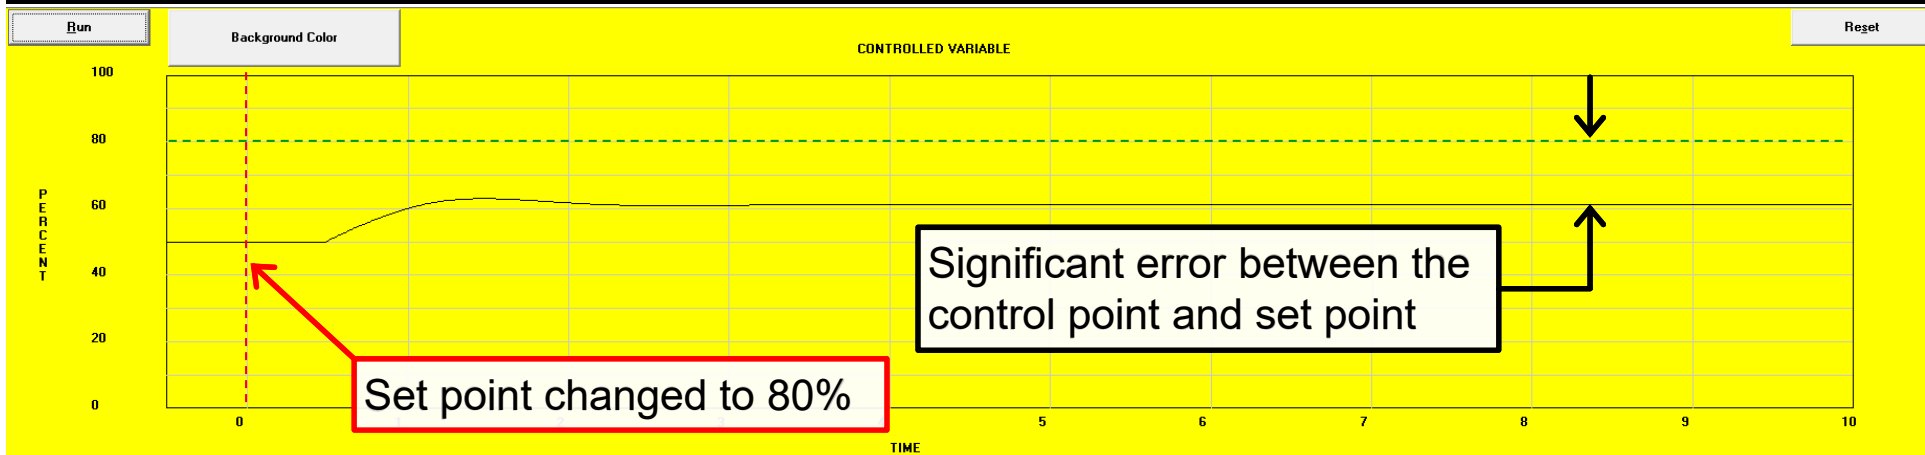 Run
Background Color
Reset
CONTROLLED VARIABLE
100
80
60
40
20
0
PERCENT
Significant error between the
control point and set point
Set point changed to 80%
0
5
6
7
8
9
10
TIME